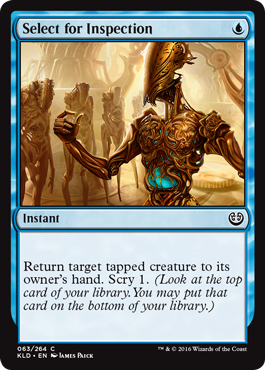 Select for Inspection
Instant
Return target tapped creature to its
owner's hand. Scry 1. (Look at the
top card of your library. You may put that
card on the bottom of your library.)
063/264 C
KLD • EN James Paick
™ & © 2016 Wizards of the Coast